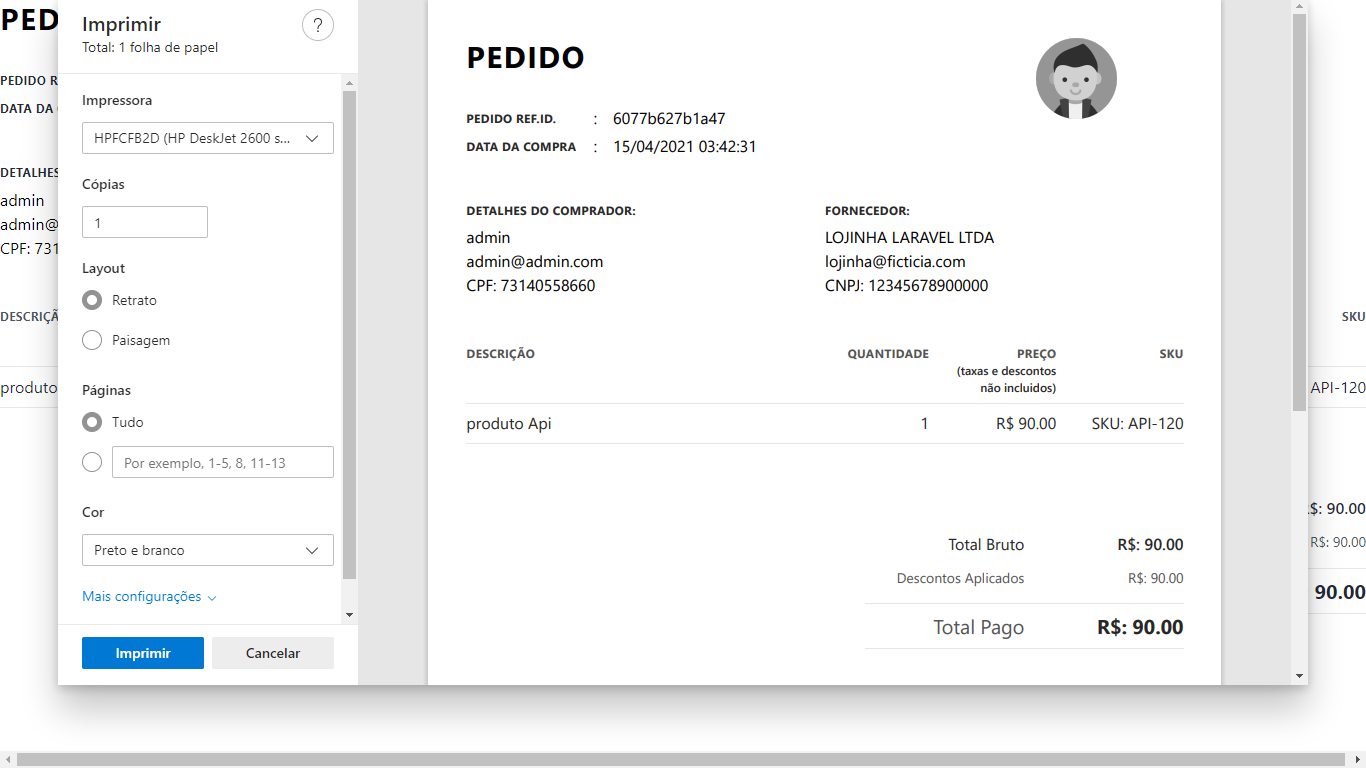 PED
PEDIDO R
DATA DA
DETALHES
admin
admin@
CPF: 731
DESCRIÇÃ
produto
Imprimir
?
Total: 1 folha de papel
Impressora
HPFCFB2D (HP DeskJet 2600 s...
Cópias
1
Layout
Retrato
Paisagem
Páginas
Tudo
Por exemplo, 1-5, 8, 11-13
Cor
Preto e branco
Mais configurações
Imprimir Cancelar
PEDIDO
PEDIDO REF.ID. : 6077b627b1a47
DATA DA COMPRA : 15/04/2021 03:42:31
DETALHES DO COMPRADOR: FORNECEDOR:
admin LOJINHA LARAVEL LTDA
admin@admin.com lojinha@ficticia.com
CPF: 73140558660 CNPJ: 12345678900000
DESCRIÇÃO QUANTIDADE PREÇO SKU
(taxas e descontos
não incluidos)
produto Api 1 R$ 90.00 SKU: API-120
Total Bruto R$: 90.00
Descontos Aplicados R$: 90.00
Total Pago R$: 90.00
SKU
API-120
$: 90.00
R$: 90.00
90.00